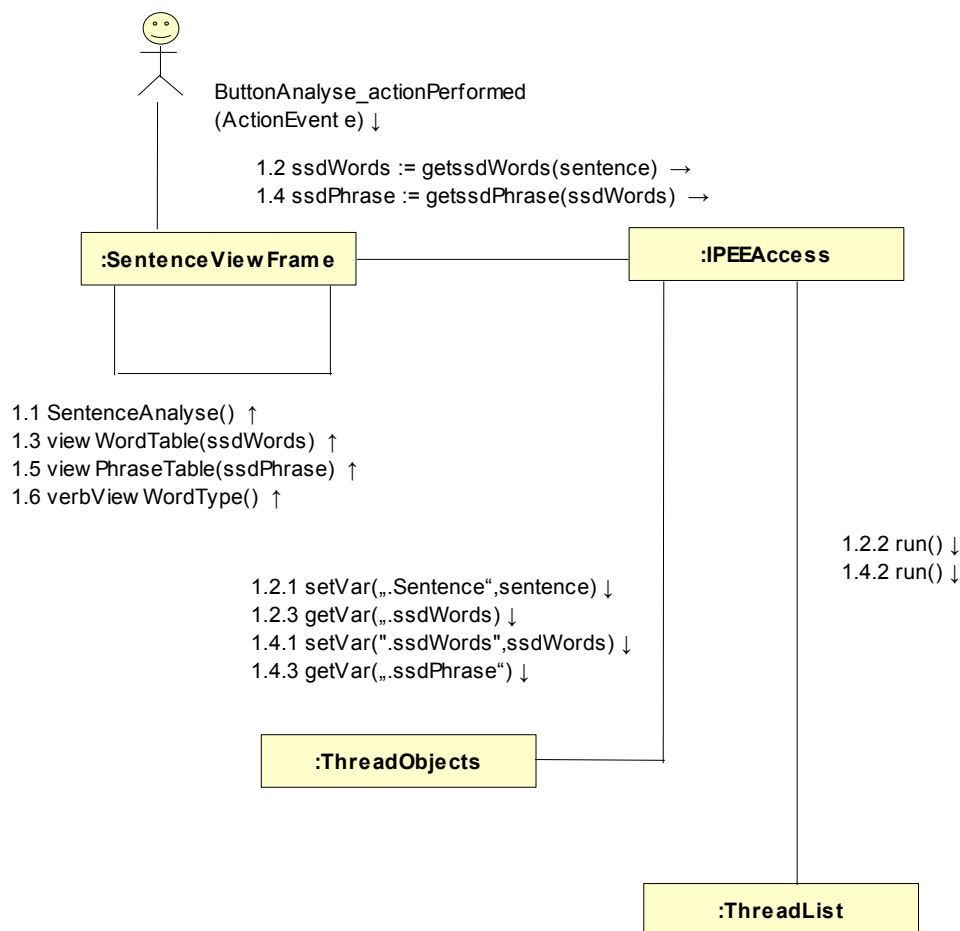 ButtonAnalyse_actionPerformed
(ActionEvent e) ↓
1.2 ssdWords := getssdWords(sentence) →
1.4 ssdPhrase := getssdPhrase(ssdWords) →
:SentenceViewFrame
:IPEEAccess
1.1 SentenceAnalyse() ↑
1.3 view WordTable(ssdWords) ↑
1.5 view PhraseTable(ssdPhrase) ↑
1.6 verbView WordType() ↑
1.2.2 run() ↓
1.4.2 run() ↓
1.2.1 setVar(„.Sentence“,sentence) ↓
1.2.3 getVar(„.ssdWords) ↓
1.4.1 setVar(".ssdWords",ssdWords) ↓
1.4.3 getVar(„.ssdPhrase“) ↓
:ThreadObjects
:ThreadList